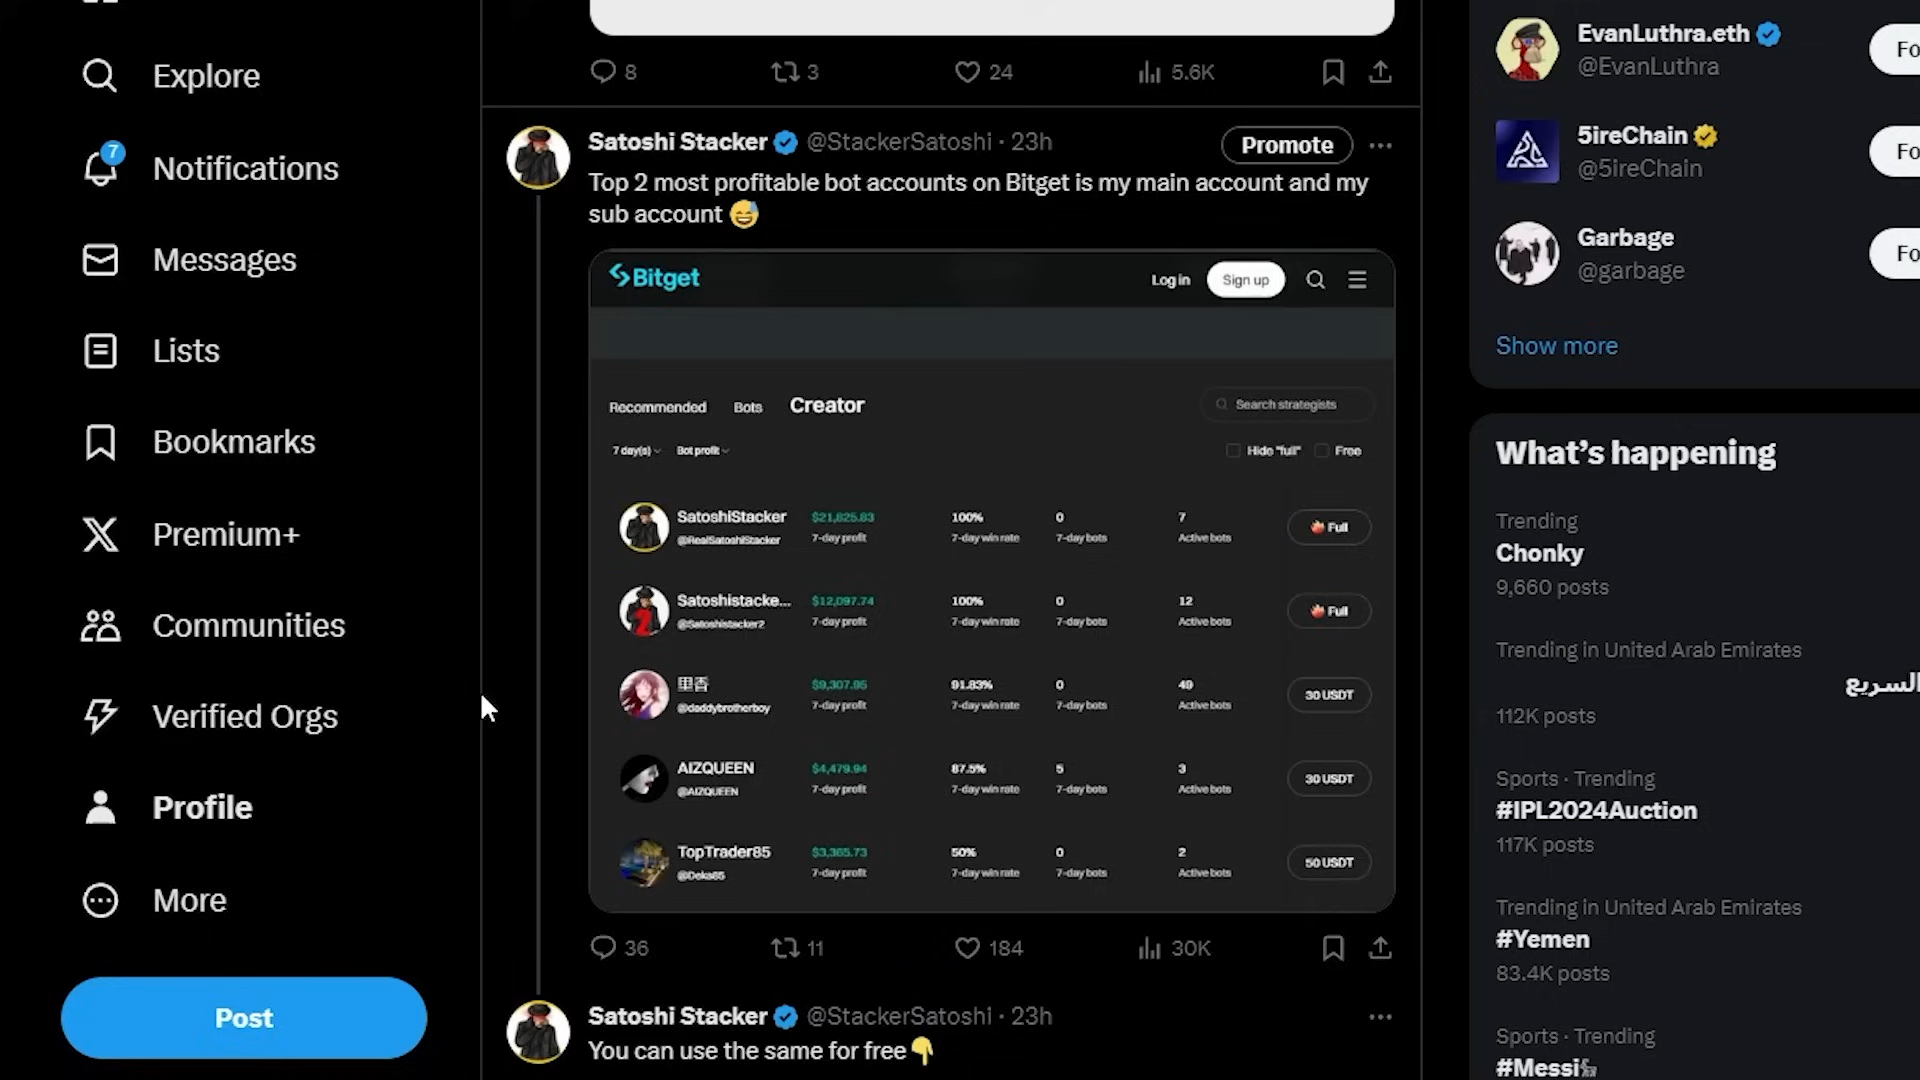 Explore
7
Notifications
Messages
Lists
Bookmarks
Premium+
Communities
Verified Orgs
Profile
More
Post
8 3 24 5.6K
Satoshi Stacker @StackerSatoshi · 23h
Promote
Top 2 most profitable bot accounts on Bitget is my main account and my
sub account 😅
Bitget Log in Sign up
Recommended Bots Creator Search strategists
7 day(s) Bot profit Hide "full" Free
SatoshiStacker $21,825.83 100% 0 7 🔥 Full
@RealSatoshiStacker 7-day profit 7-day win rate 7-day bots Active bots
Satoshistacke... $12,097.74 100% 0 12 🔥 Full
@Satoshistacker2 7-day profit 7-day win rate 7-day bots Active bots
里香 $9,307.95 91.83% 0 49 30 USDT
@daddybrotherboy 7-day profit 7-day win rate 7-day bots Active bots
AIZQUEEN $4,479.94 87.5% 5 3 30 USDT
@AIZQUEEN 7-day profit 7-day win rate 7-day bots Active bots
TopTrader85 $3,365.73 50% 0 2 50 USDT
@Deka85 7-day profit 7-day win rate 7-day bots Active bots
36 11 184 30K
Satoshi Stacker @StackerSatoshi · 23h
You can use the same for free👇
EvanLuthra.eth
@EvanLuthra
Fo
5ireChain
@5ireChain
Fo
Garbage
@garbage
Fo
Show more
What's happening
Trending
Chonky
9,660 posts
Trending in United Arab Emirates
السريع
112K posts
Sports · Trending
#IPL2024Auction
117K posts
Trending in United Arab Emirates
#Yemen
83.4K posts
Sports · Trending
#Messi